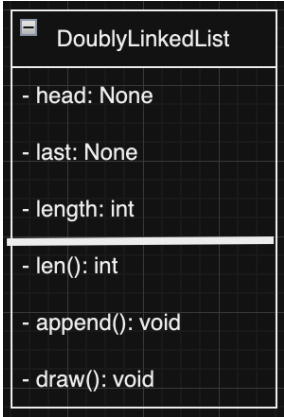 DoublyLinkedList
- head: None
- last: None
- length: int
- len(): int
- append(): void
- draw(): void